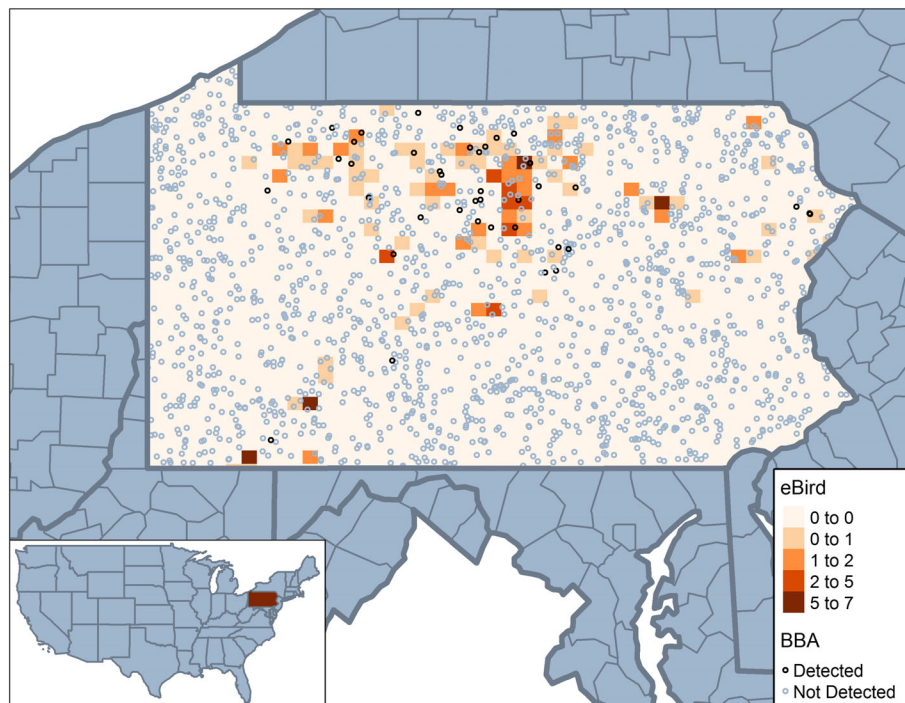 eBird
0 to 0
0 to 1
1 to 2
2 to 5
5 to 7
BBA
Detected
Not Detected